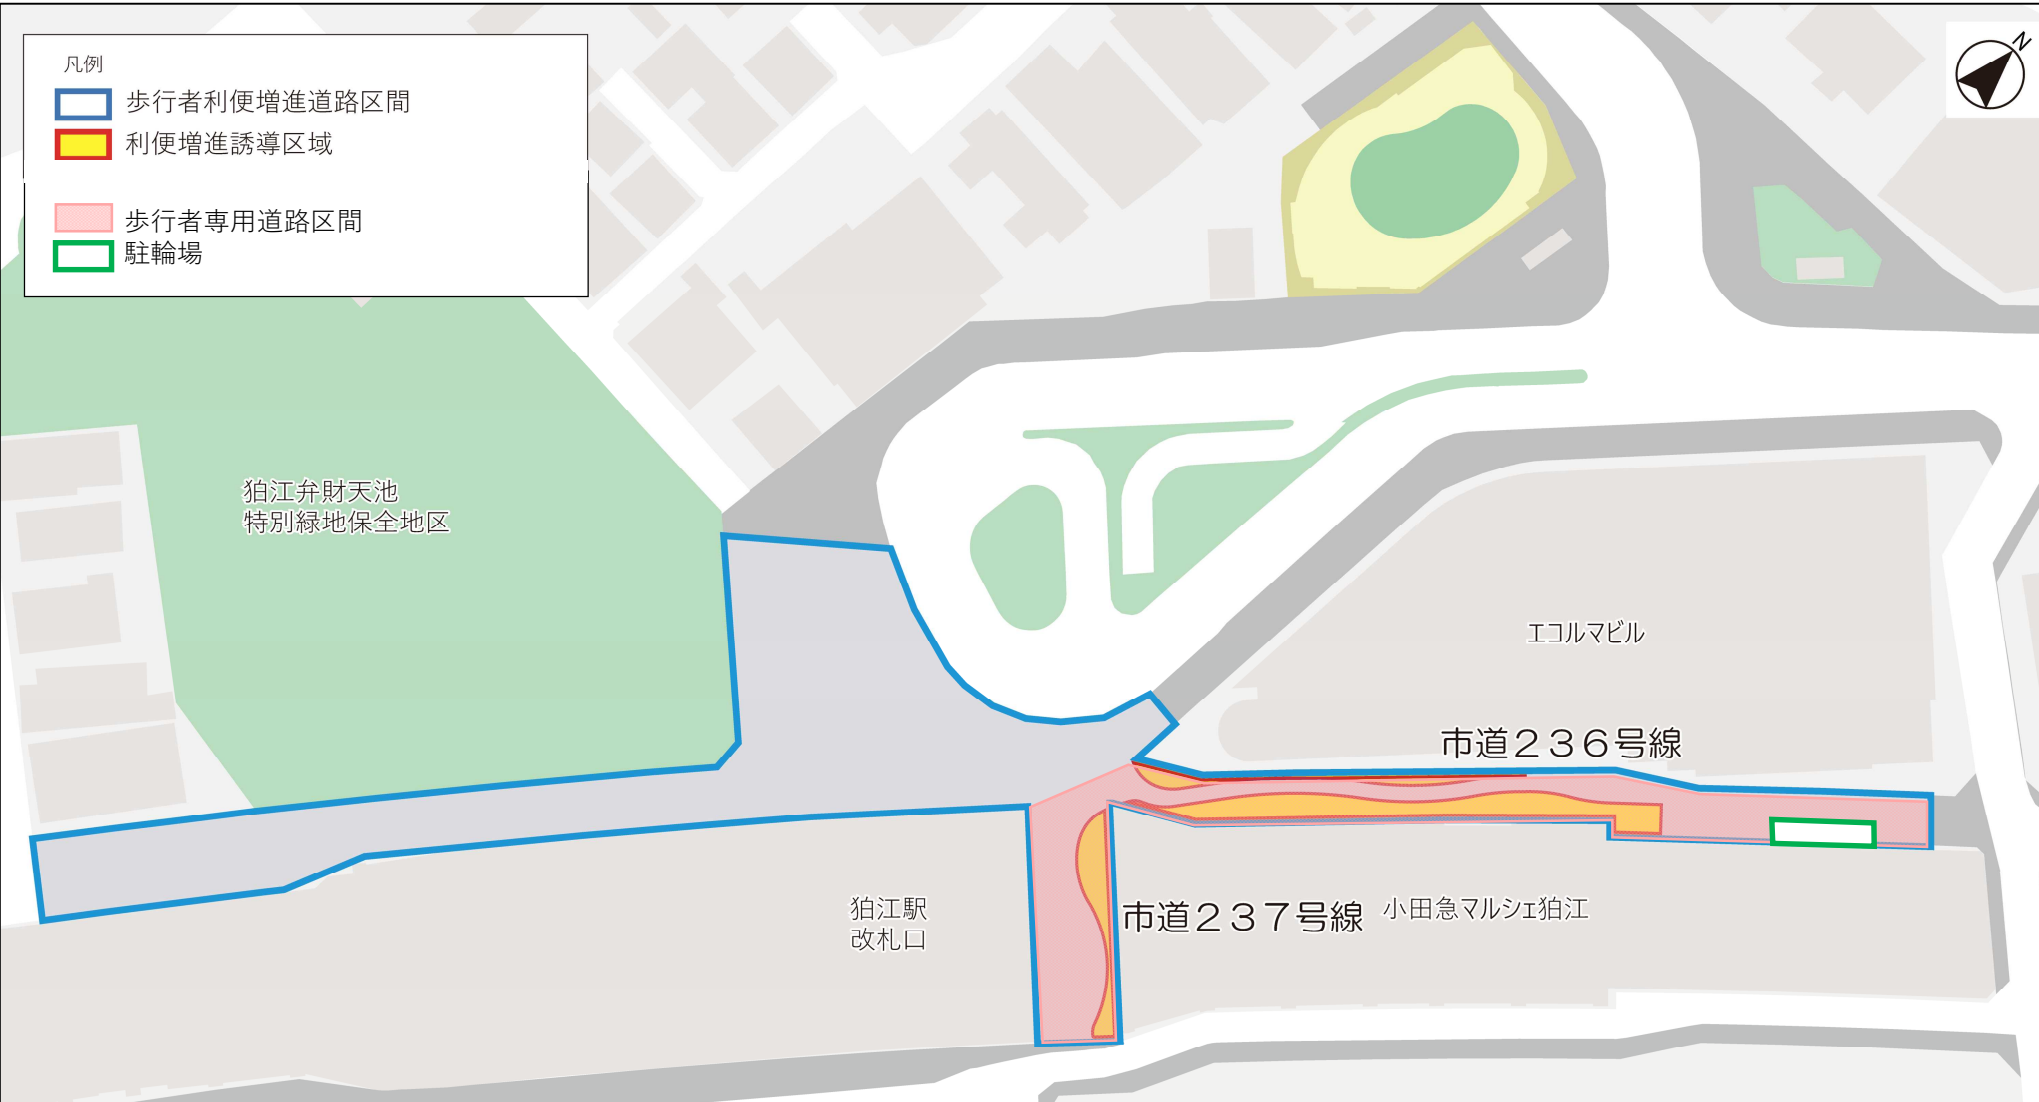 凡例
歩行者利便増進道路区間
利便増進誘導区域
歩行者専用道路区間
駐輪場
N
狛江弁財天池
特別緑地保全地区
エコルマビル
市道２３６号線
狛江駅
改札口
市道２３７号線
小田急マルシェ狛江